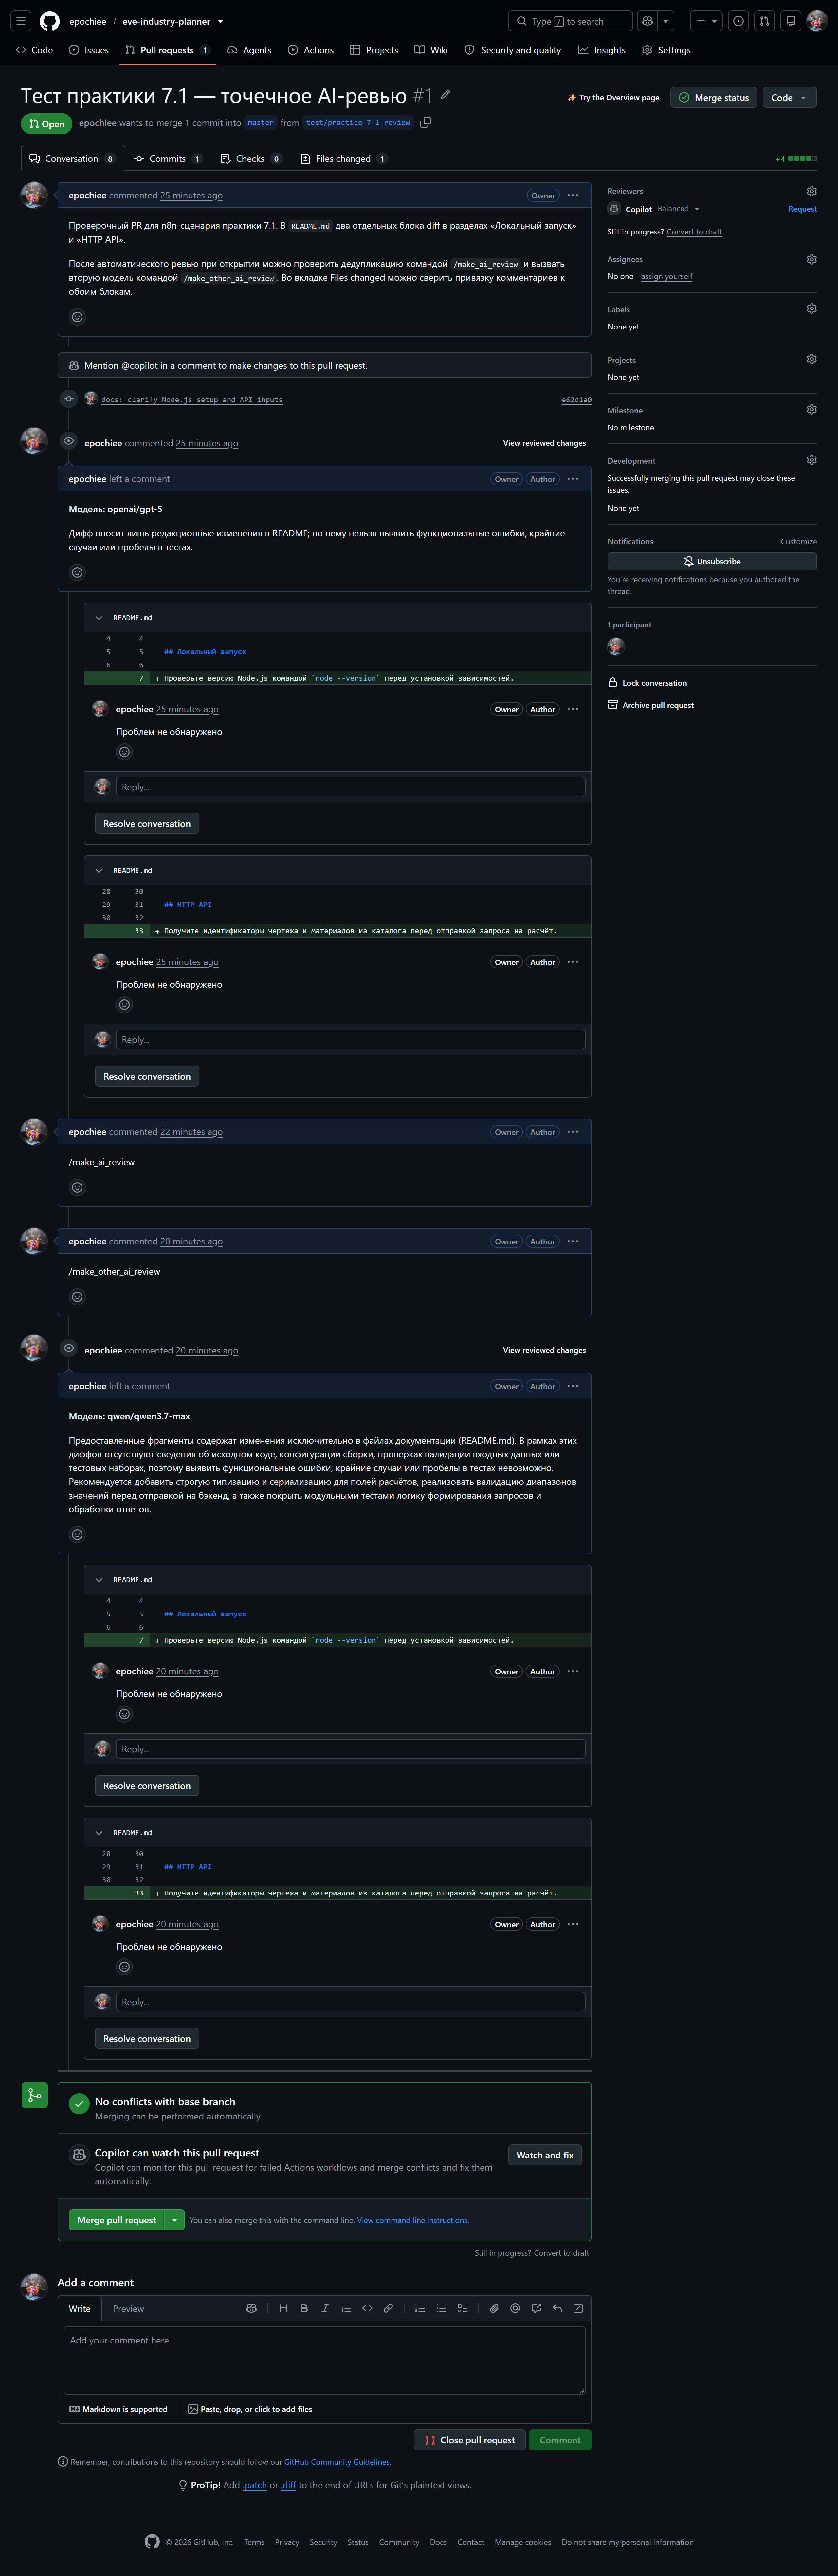 epochiee / eve-industry-planner
Type / to search
Code Issues Pull requests 1 Agents Actions Projects Wiki Security and quality Insights Settings
Тест практики 7.1 — точечное AI-ревью #1
Try the Overview page Merge status Code
Open epochiee wants to merge 1 commit into master from test/practice-7-1-review
Conversation 8 Commits 1 Checks 0 Files changed 1 +4
epochiee commented 25 minutes ago Owner
Проверочный PR для n8n-сценария практики 7.1. В README.md два отдельных блока diff в разделах «Локальный запуск»
и «HTTP API».
После автоматического ревью при открытии можно проверить дедупликацию командой /make_ai_review и вызвать
вторую модель командой /make_other_ai_review. Во вкладке Files changed можно сверить привязку комментариев к
обоим блокам.
Mention @copilot in a comment to make changes to this pull request.
docs: clarify Node.js setup and API inputs e62d1a0
epochiee commented 25 minutes ago View reviewed changes
epochiee left a comment Owner Author
Модель: openai/gpt-5
Дифф вносит лишь редакционные изменения в README; по нему нельзя выявить функциональные ошибки, крайние
случаи или пробелы в тестах.
README.md
4 4
5 5 ## Локальный запуск
6 6
7 + Проверьте версию Node.js командой `node --version` перед установкой зависимостей.
epochiee 25 minutes ago Owner Author
Проблем не обнаружено
Reply...
Resolve conversation
README.md
28 30
29 31 ## HTTP API
30 32
33 + Получите идентификаторы чертежа и материалов из каталога перед отправкой запроса на расчёт.
epochiee 25 minutes ago Owner Author
Проблем не обнаружено
Reply...
Resolve conversation
epochiee commented 22 minutes ago Owner Author
/make_ai_review
epochiee commented 20 minutes ago Owner Author
/make_other_ai_review
epochiee commented 20 minutes ago View reviewed changes
epochiee left a comment Owner Author
Модель: qwen/qwen3.7-max
Предоставленные фрагменты содержат изменения исключительно в файлах документации (README.md). В рамках этих
диффов отсутствуют сведения об исходном коде, конфигурации сборки, проверках валидации входных данных или
тестовых наборах, поэтому выявить функциональные ошибки, крайние случаи или пробелы в тестах невозможно.
Рекомендуется добавить строгую типизацию и сериализацию для полей расчётов, реализовать валидацию диапазонов
значений перед отправкой на бэкенд, а также покрыть модульными тестами логику формирования запросов и
обработки ответов.
README.md
4 4
5 5 ## Локальный запуск
6 6
7 + Проверьте версию Node.js командой `node --version` перед установкой зависимостей.
epochiee 20 minutes ago Owner Author
Проблем не обнаружено
Reply...
Resolve conversation
README.md
28 30
29 31 ## HTTP API
30 32
33 + Получите идентификаторы чертежа и материалов из каталога перед отправкой запроса на расчёт.
epochiee 20 minutes ago Owner Author
Проблем не обнаружено
Reply...
Resolve conversation
No conflicts with base branch
Merging can be performed automatically.
Copilot can watch this pull request
Copilot can monitor this pull request for failed Actions workflows and merge conflicts and fix them
automatically.
Watch and fix
Merge pull request You can also merge this with the command line. View command line instructions.
Still in progress? Convert to draft
Add a comment
Write Preview
Add your comment here...
Markdown is supported Paste, drop, or click to add files
Close pull request Comment
Remember, contributions to this repository should follow our GitHub Community Guidelines.
ProTip! Add .patch or .diff to the end of URLs for Git's plaintext views.
Reviewers
Copilot Balanced Request
Still in progress? Convert to draft
Assignees
No one—assign yourself
Labels
None yet
Projects
None yet
Milestone
No milestone
Development
Successfully merging this pull request may close these
issues.
None yet
Notifications Customize
Unsubscribe
You're receiving notifications because you authored the
thread.
1 participant
Lock conversation
Archive pull request
© 2026 GitHub, Inc. Terms Privacy Security Status Community Docs Contact Manage cookies Do not share my personal information